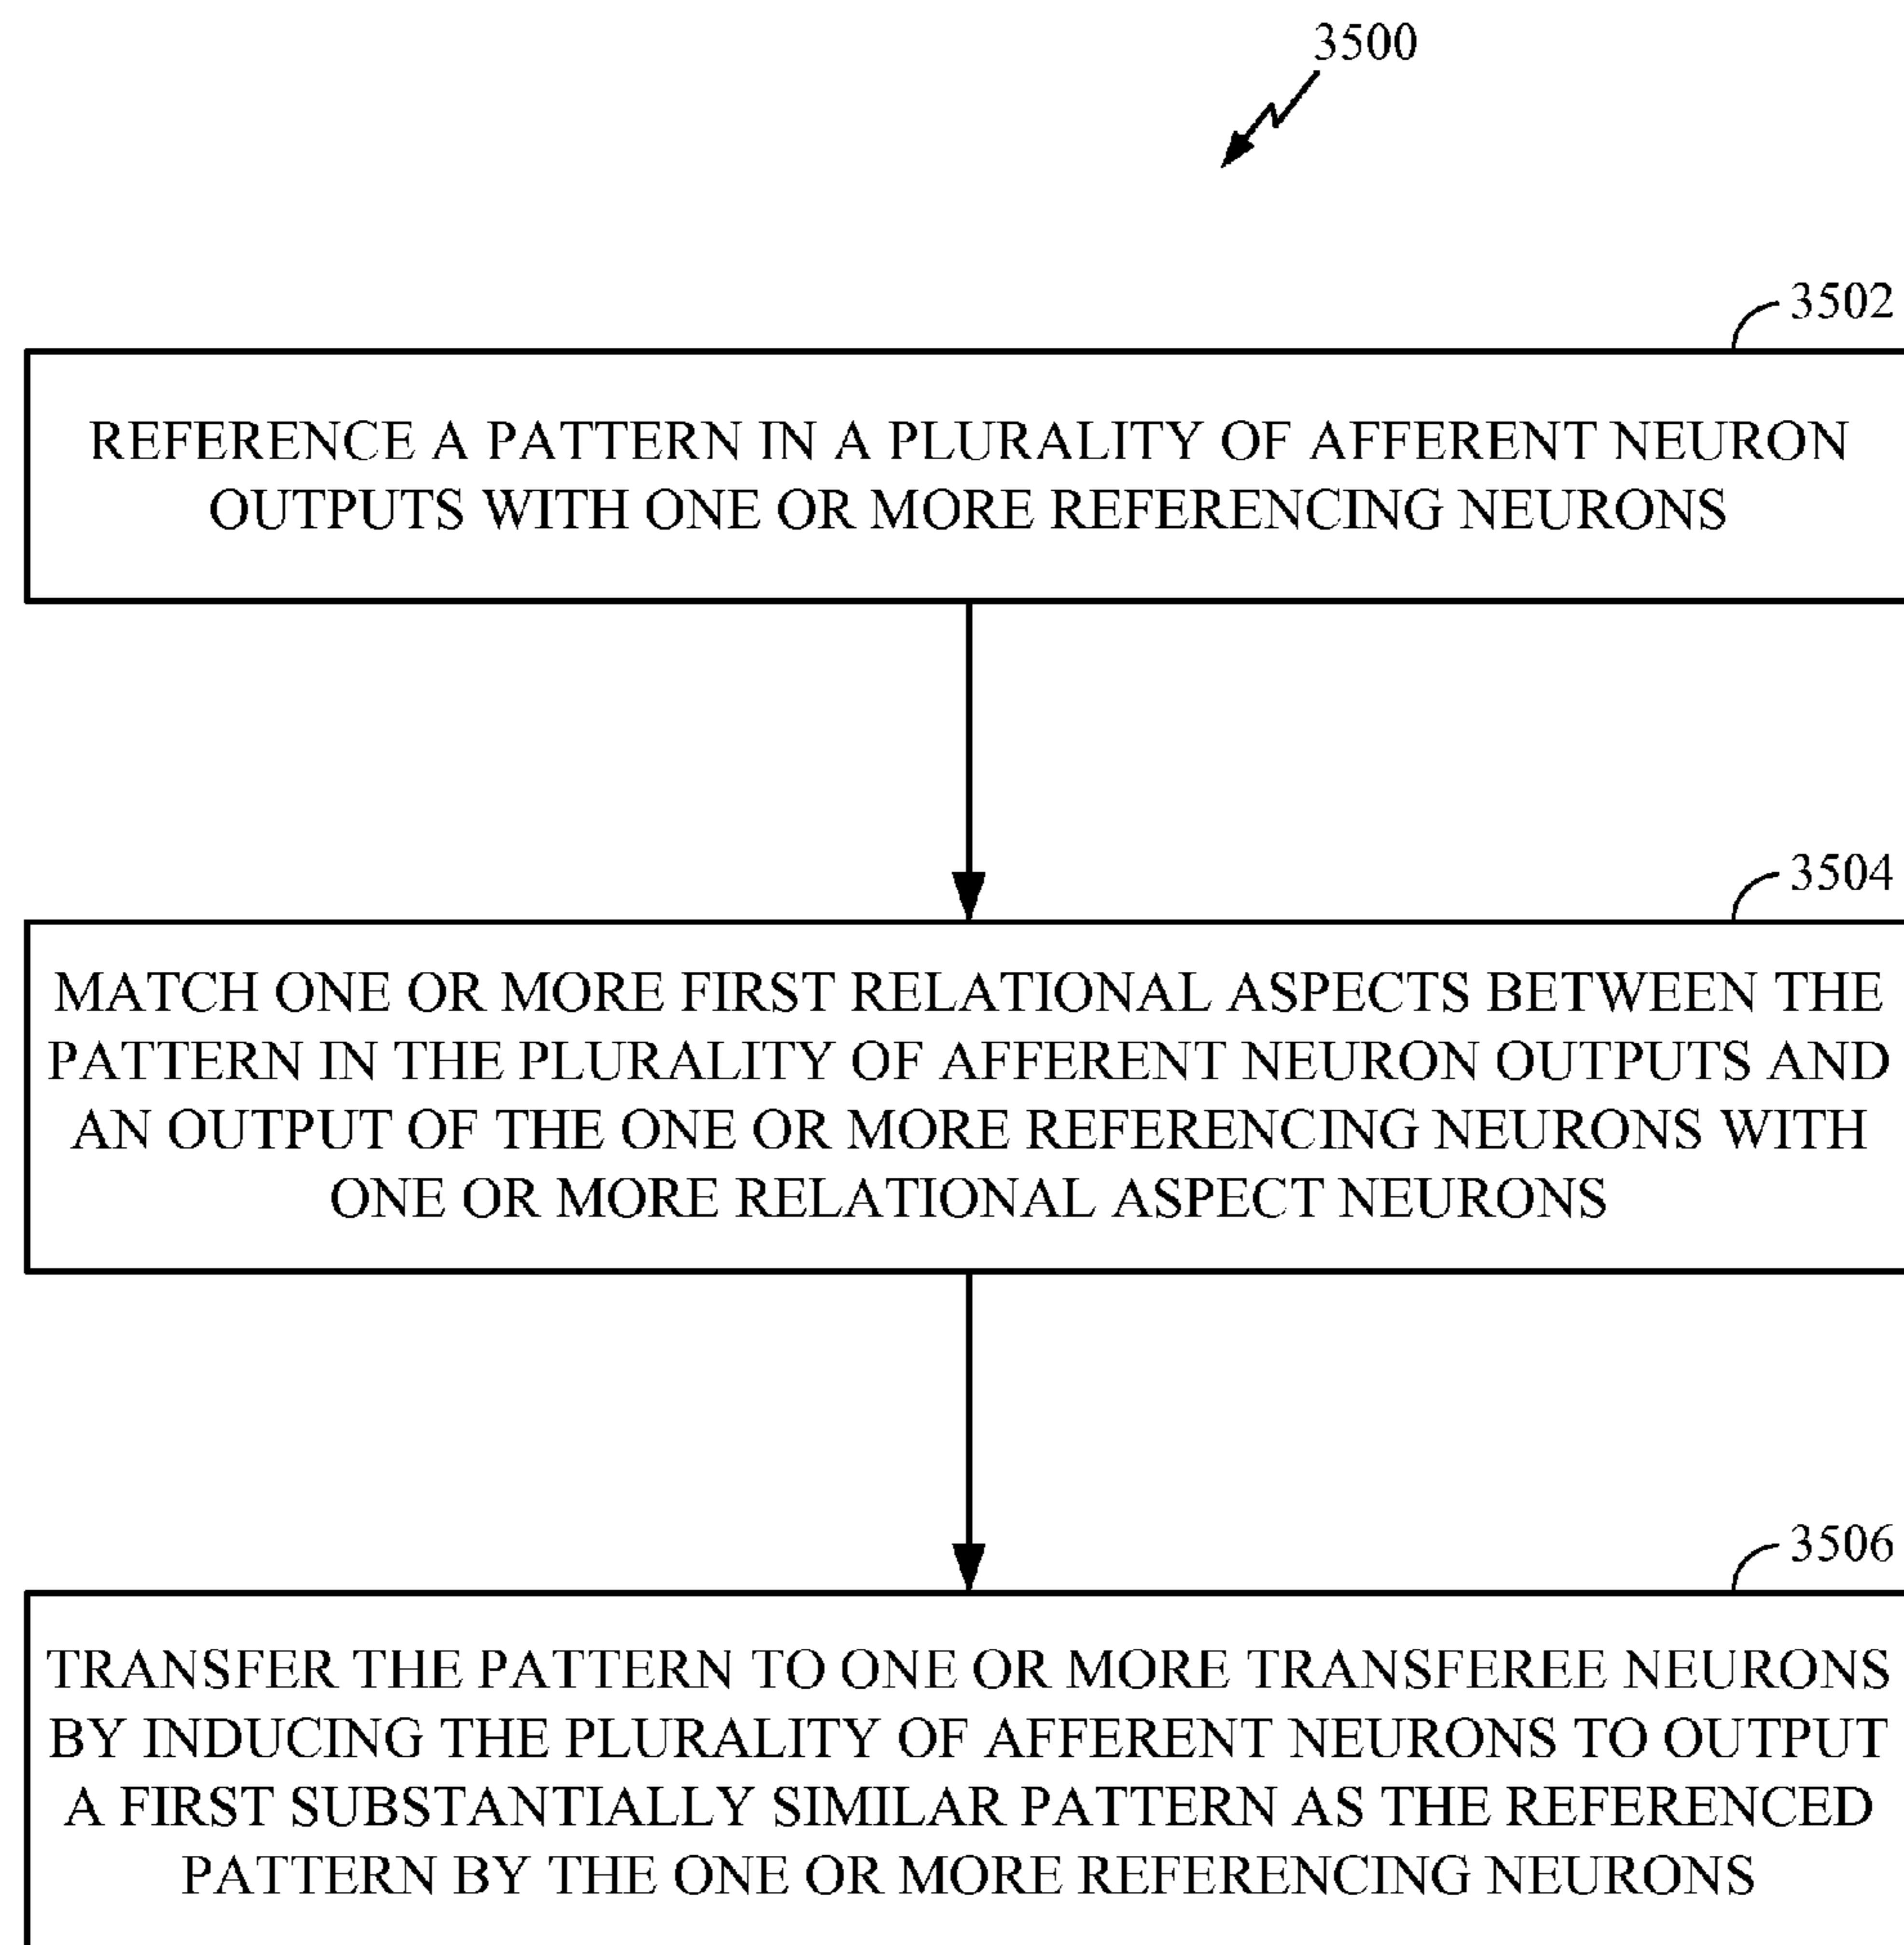 3500
3502
REFERENCE A PATTERN IN A PLURALITY OF AFFERENT NEURON
OUTPUTS WITH ONE OR MORE REFERENCING NEURONS
3504
MATCH ONE OR MORE FIRST RELATIONAL ASPECTS BETWEEN THE
PATTERN IN THE PLURALITY OF AFFERENT NEURON OUTPUTS AND
AN OUTPUT OF THE ONE OR MORE REFERENCING NEURONS WITH
ONE OR MORE RELATIONAL ASPECT NEURONS
3506
TRANSFER THE PATTERN TO ONE OR MORE TRANSFEREE NEURONS
BY INDUCING THE PLURALITY OF AFFERENT NEURONS TO OUTPUT
A FIRST SUBSTANTIALLY SIMILAR PATTERN AS THE REFERENCED
PATTERN BY THE ONE OR MORE REFERENCING NEURONS